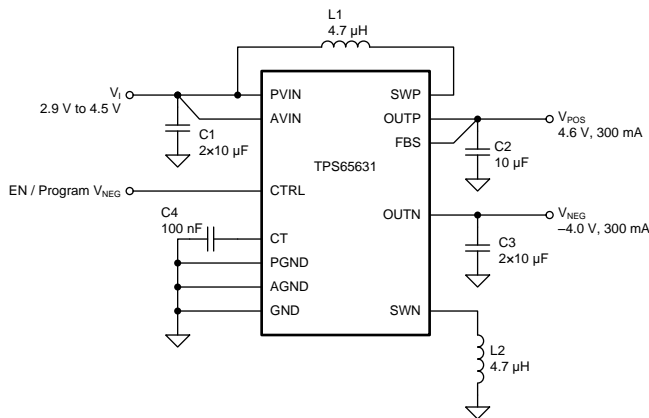 L1
4.7 µH
VI
2.9 V to 4.5 V
C1
2×10 µF
PVIN
AVIN
SWP
OUTP
FBS
VPOS
4.6 V, 300 mA
C2
10 µF
TPS65631
EN / Program VNEG
CTRL
C4
100 nF
CT
PGND
AGND
GND
OUTN
VNEG
–4.0 V, 300 mA
C3
2×10 µF
SWN
L2
4.7 µH